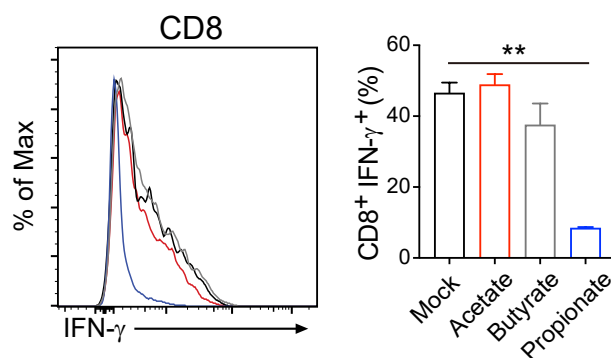 CD8
% of Max
IFN-γ
CD8+ IFN-γ+ (%)
60
40
20
0
**
Mock
Acetate
Butyrate
Propionate